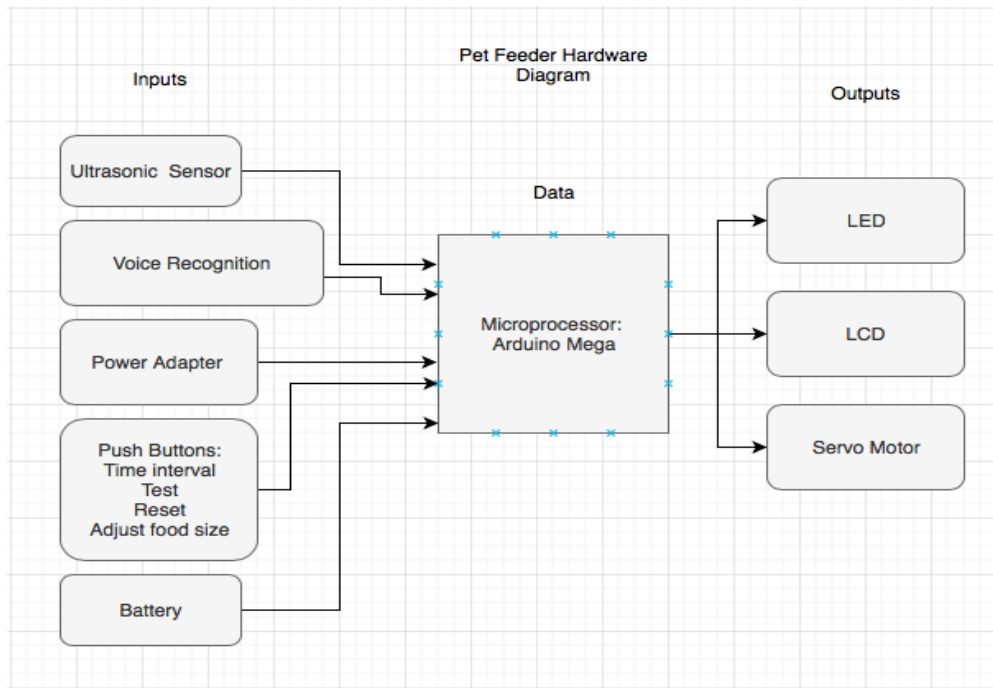 Pet Feeder Hardware
Diagram
Inputs
Outputs
Ultrasonic  Sensor
Voice Recognition
Power Adapter
Push Buttons:
Time interval
Test
Reset
Adjust food size
Battery
Data
Microprocessor:
Arduino Mega
LED
LCD
Servo Motor